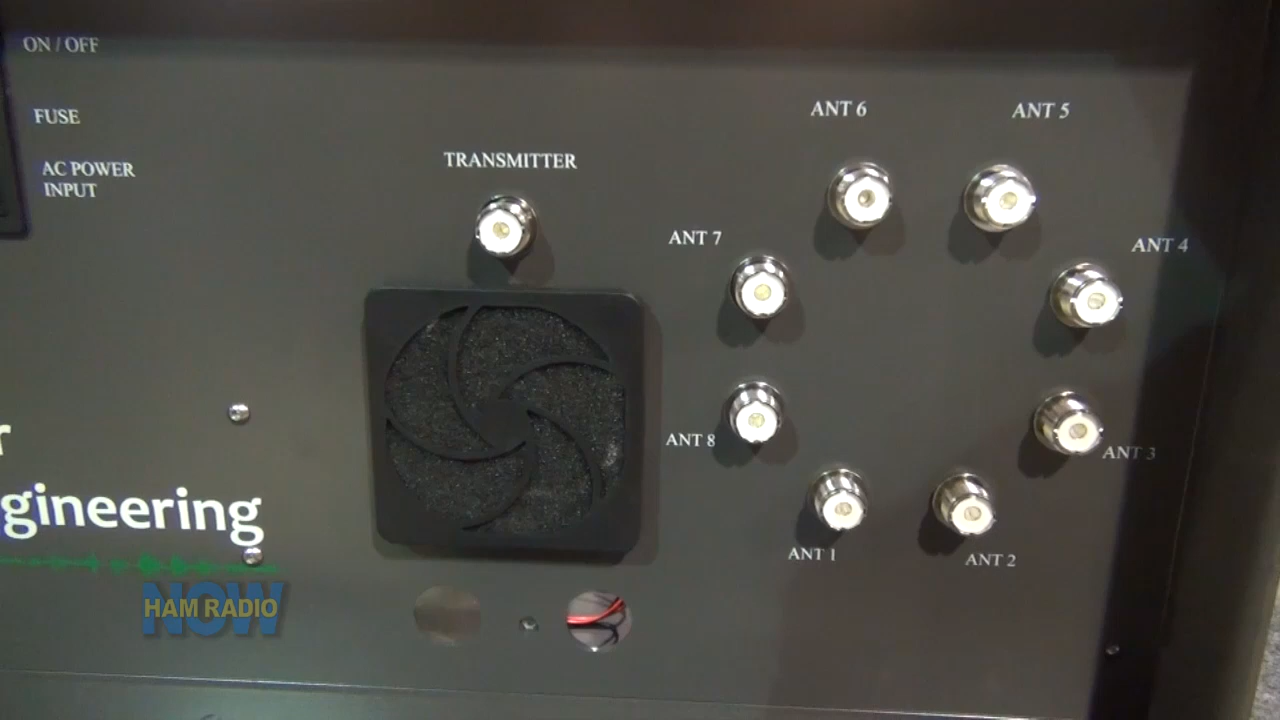 ON / OFF
FUSE
AC POWER
INPUT
TRANSMITTER
ANT 6
ANT 5
ANT 7
ANT 4
ANT 8
ANT 3
ANT 1
ANT 2
r
gineering
HAM RADIO
NOW